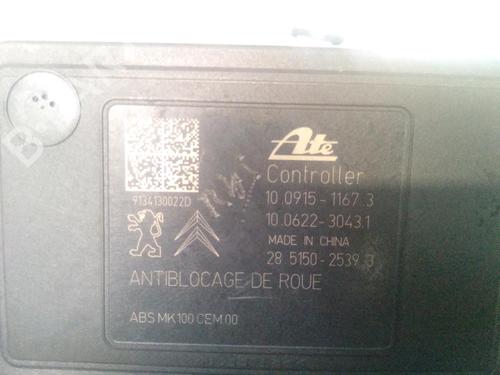 Ate
Controller
9134130022D
10.0915-1167.3
10.0622-3043.1
MADE IN CHINA
28.5150-2539.3
ANTIBLOCAGE DE ROUE
ABS MK100 CEM.00